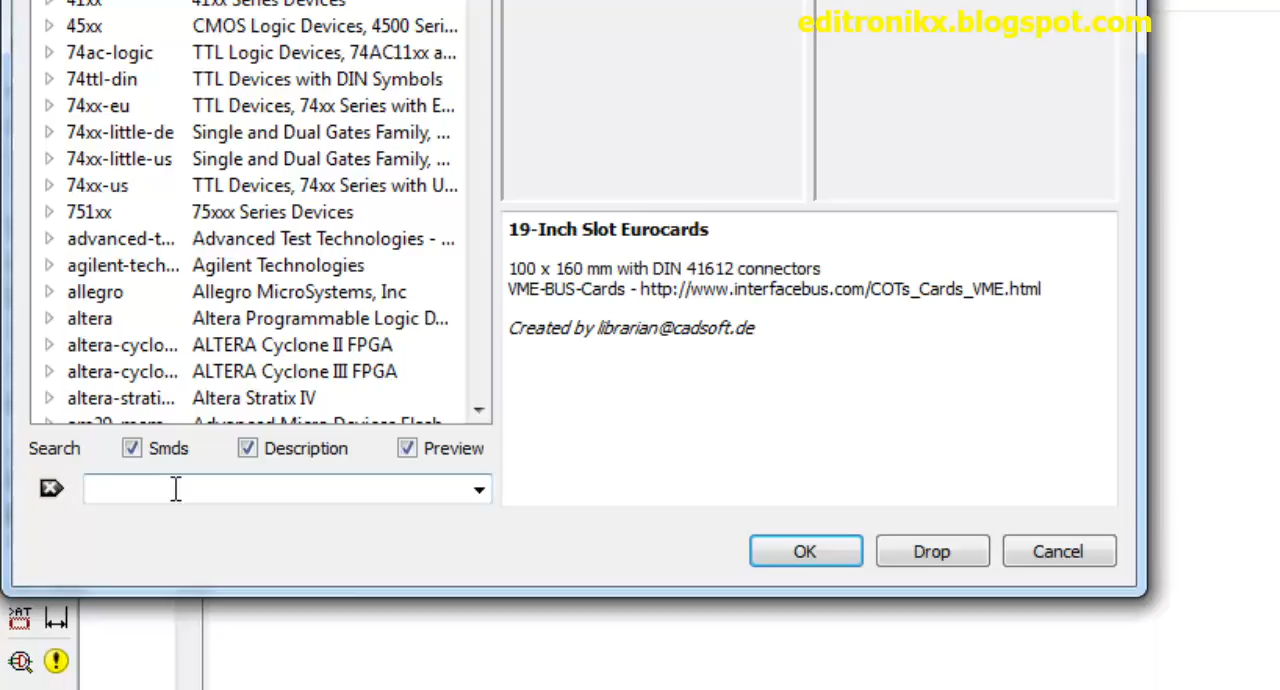 editronikx.blogspot.com
41xx 41xx Series Devices
45xx CMOS Logic Devices, 4500 Seri...
74ac-logic TTL Logic Devices, 74AC11xx a...
74ttl-din TTL Devices with DIN Symbols
74xx-eu TTL Devices, 74xx Series with E...
74xx-little-de Single and Dual Gates Family, ...
74xx-little-us Single and Dual Gates Family, ...
74xx-us TTL Devices, 74xx Series with U...
751xx 75xxx Series Devices
advanced-t... Advanced Test Technologies - ...
agilent-tech... Agilent Technologies
allegro Allegro MicroSystems, Inc
altera Altera Programmable Logic D...
altera-cyclo... ALTERA Cyclone II FPGA
altera-cyclo... ALTERA Cyclone III FPGA
altera-strati... Altera Stratix IV
19-Inch Slot Eurocards
100 x 160 mm with DIN 41612 connectors
VME-BUS-Cards - http://www.interfacebus.com/COTs_Cards_VME.html
Created by librarian@cadsoft.de
Search Smds Description Preview
OK Drop Cancel
>AT